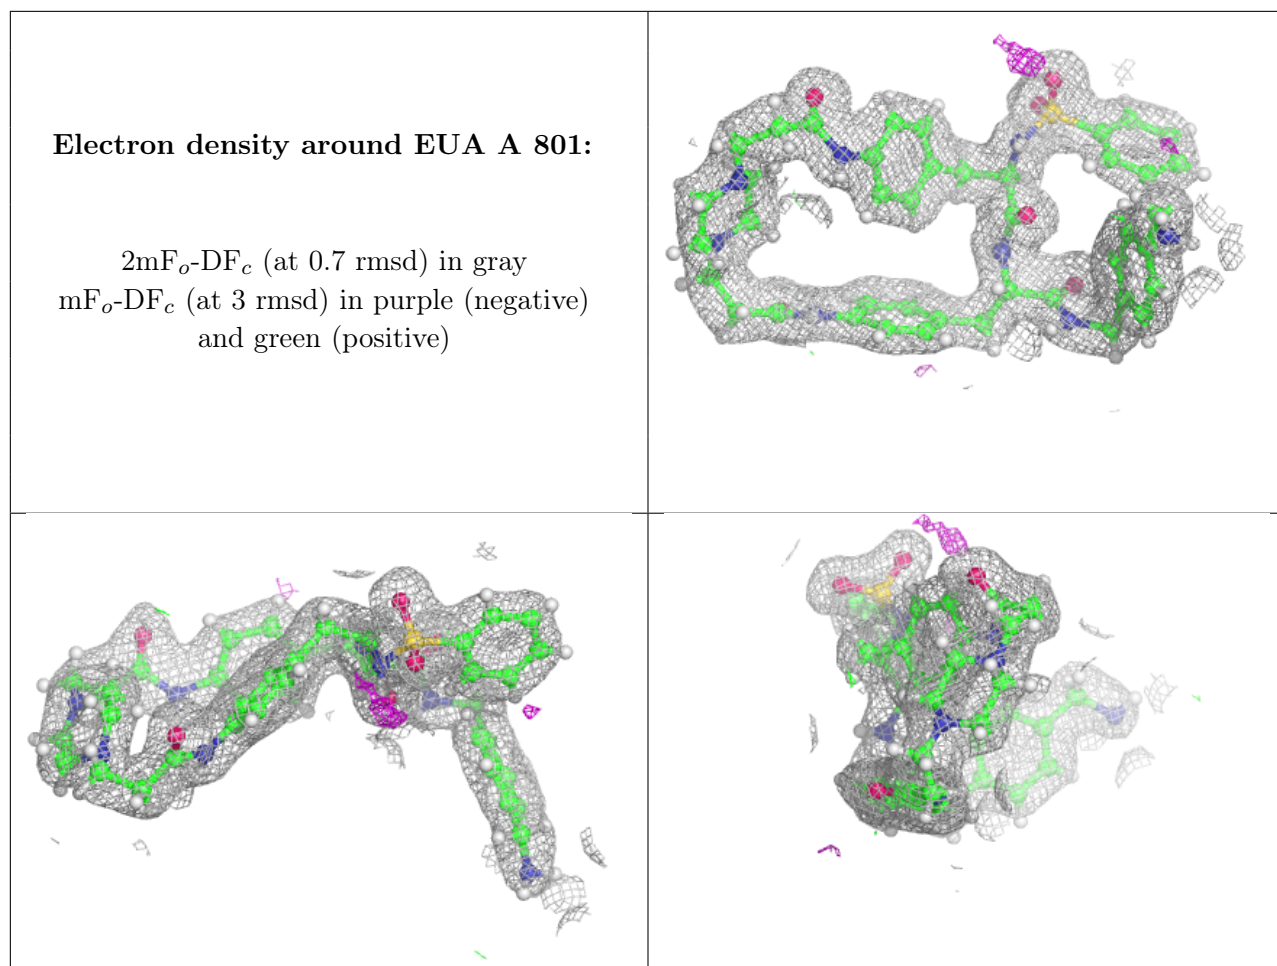 Electron density around EUA A 801:
2mFo-DFc (at 0.7 rmsd) in gray
mFo-DFc (at 3 rmsd) in purple (negative)
and green (positive)